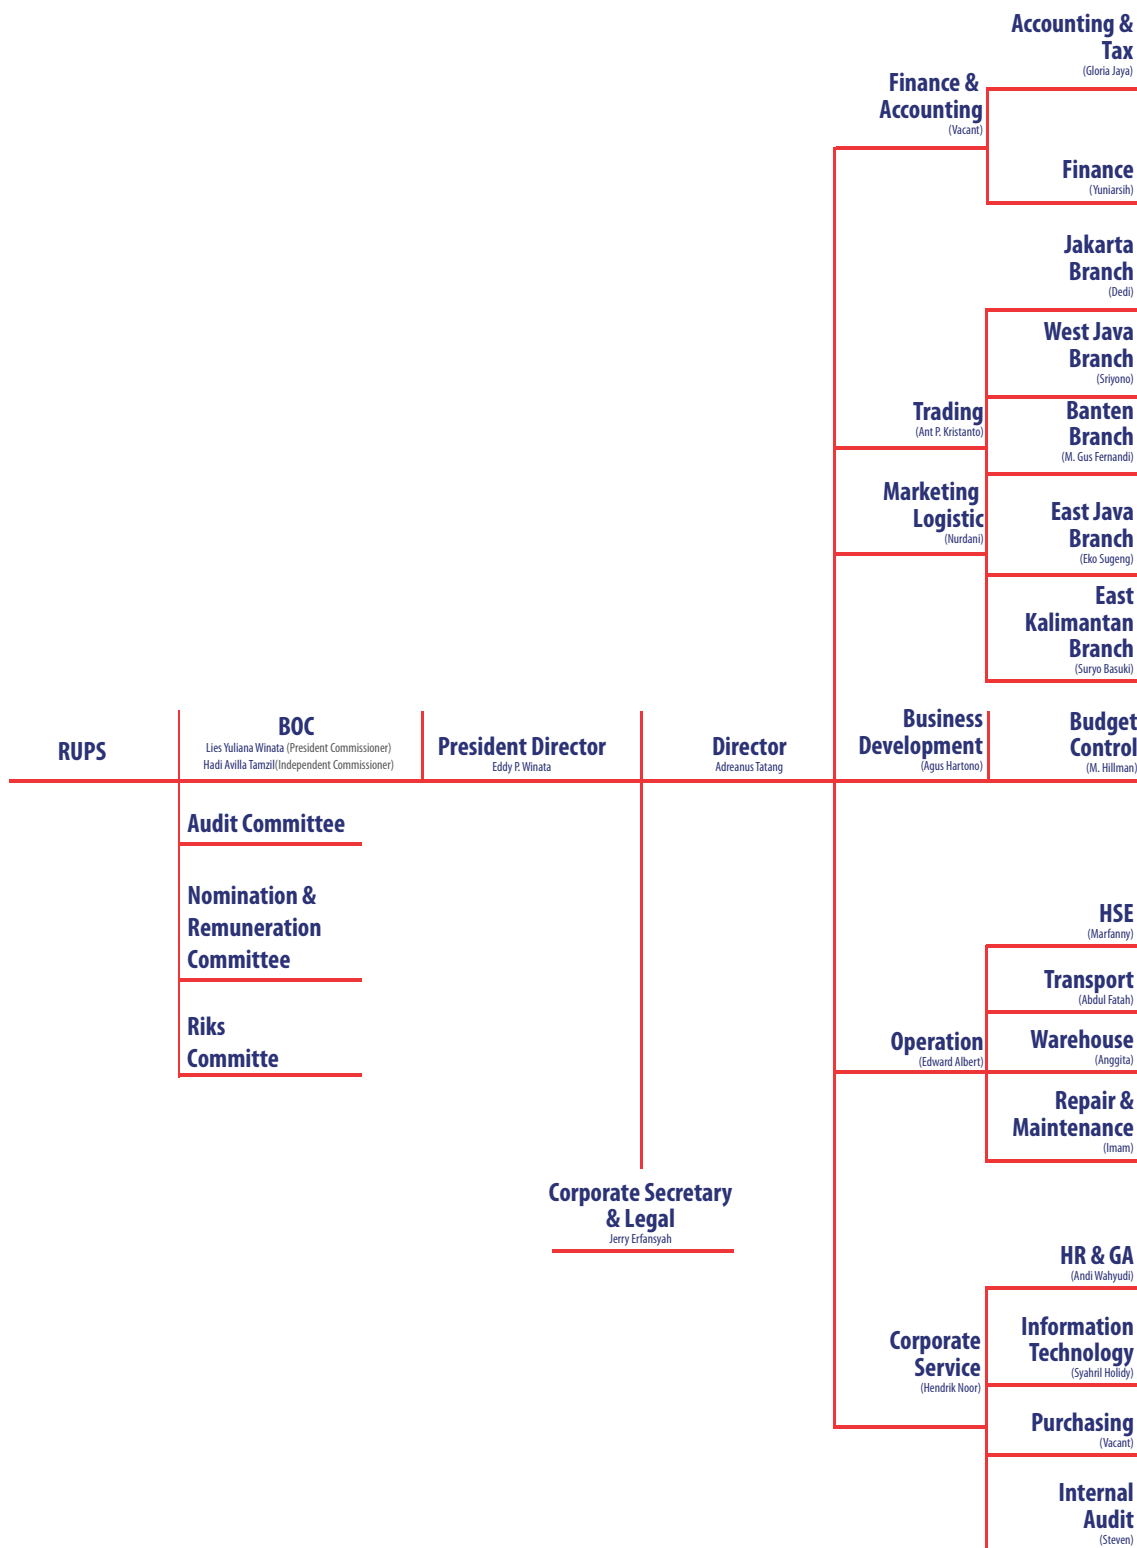 Accounting &
Tax
(Gloria Jaya)
Finance &
Accounting
(Vacant)
Finance
(Yuniarsih)
Jakarta
Branch
(Dedi)
West Java
Branch
(Sriyono)
Trading
(Ant P. Kristanto)
Banten
Branch
(M. Gus Fernandi)
Marketing
Logistic
(Nurdani)
East Java
Branch
(Eko Sugeng)
East
Kalimantan
Branch
(Suryo Basuki)
RUPS
BOC
Lies Yuliana Winata (President Commissioner)
Hadi Avilla Tamzil(Independent Commissioner)
President Director
Eddy P. Winata
Director
Adreanus Tatang
Business
Development
(Agus Hartono)
Budget
Control
(M. Hillman)
Audit Committee
Nomination &
Remuneration
Committee
Riks
Committe
HSE
(Marfanny)
Transport
(Abdul Fatah)
Operation
(Edward Albert)
Warehouse
(Anggita)
Repair &
Maintenance
(Imam)
Corporate Secretary
& Legal
Jerry Erfansyah
HR & GA
(Andi Wahyudi)
Corporate
Service
(Hendrik Noor)
Information
Technology
(Syahril Holidy)
Purchasing
(Vacant)
Internal
Audit
(Steven)